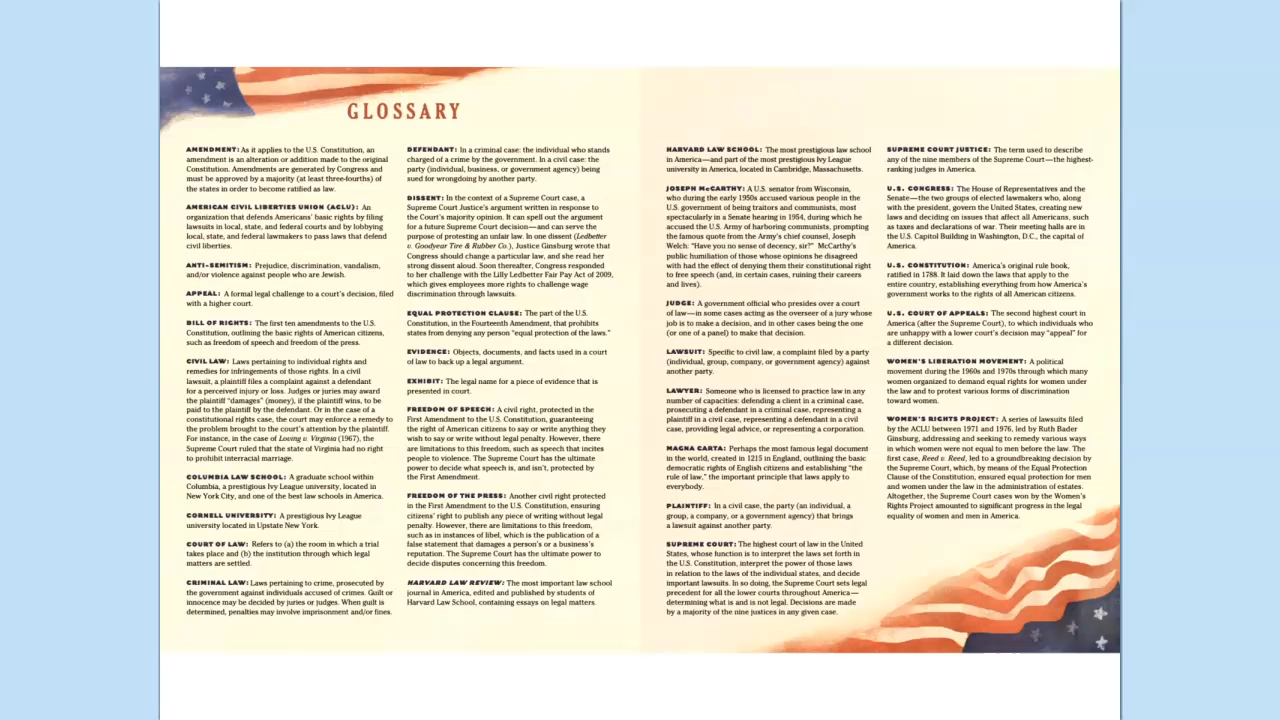 GLOSSARY
AMENDMENT: As it applies to the U.S. Constitution, an
amendment is an alteration or addition made to the original
Constitution. Amendments are generated by Congress and
must be approved by a majority (at least three-fourths) of
the states in order to become ratified as law.
AMERICAN CIVIL LIBERTIES UNION (ACLU): An
organization that defends Americans' basic rights by filing
lawsuits in local, state, and federal courts and by lobbying
local, state, and federal lawmakers to pass laws that defend
civil liberties.
ANTI-SEMITISM: Prejudice, discrimination, vandalism,
and/or violence against people who are Jewish.
APPEAL: A formal legal challenge to a court's decision, filed
with a higher court.
BILL OF RIGHTS: The first ten amendments to the U.S.
Constitution, outlining the basic rights of American citizens,
such as freedom of speech and freedom of the press.
CIVIL LAW: Laws pertaining to individual rights and
remedies for infringements of those rights. In a civil
lawsuit, a plaintiff files a complaint against a defendant
for a perceived injury or loss. Judges or juries may award
the plaintiff "damages" (money), if the plaintiff wins, to be
paid to the plaintiff by the defendant. Or in the case of a
constitutional rights case, the court may enforce a remedy to
the problem brought to the court's attention by the plaintiff.
For instance, in the case of Loving v. Virginia (1967), the
Supreme Court ruled that the state of Virginia had no right
to prohibit interracial marriage.
COLUMBIA LAW SCHOOL: A graduate school within
Columbia, a prestigious Ivy League university, located in
New York City, and one of the best law schools in America.
CORNELL UNIVERSITY: A prestigious Ivy League
university located in Upstate New York.
COURT OF LAW: Refers to (a) the room in which a trial
takes place and (b) the institution through which legal
matters are settled.
CRIMINAL LAW: Laws pertaining to crime, prosecuted by
the government against individuals accused of crimes. Guilt or
innocence may be decided by juries or judges. When guilt is
determined, penalties may involve imprisonment and/or fines.
DEFENDANT: In a criminal case: the individual who stands
charged of a crime by the government. In a civil case: the
party (individual, business, or government agency) being
sued for wrongdoing by another party.
DISSENT: In the context of a Supreme Court case, a
Supreme Court Justice's argument written in response to
the Court's majority opinion. It can spell out the argument
for a future Supreme Court decision—and can serve the
purpose of protesting an unfair law. In one dissent (Ledbetter
v. Goodyear Tire & Rubber Co.), Justice Ginsburg wrote that
Congress should change a particular law, and she read her
strong dissent aloud. Soon thereafter, Congress responded
to her challenge with the Lilly Ledbetter Fair Pay Act of 2009,
which gives employees more rights to challenge wage
discrimination through lawsuits.
EQUAL PROTECTION CLAUSE: The part of the U.S.
Constitution, in the Fourteenth Amendment, that prohibits
states from denying any person "equal protection of the laws."
EVIDENCE: Objects, documents, and facts used in a court
of law to back up a legal argument.
EXHIBIT: The legal name for a piece of evidence that is
presented in court.
FREEDOM OF SPEECH: A civil right, protected in the
First Amendment to the U.S. Constitution, guaranteeing
the right of American citizens to say or write anything they
wish to say or write without legal penalty. However, there
are limitations to this freedom, such as speech that incites
people to violence. The Supreme Court has the ultimate
power to decide what speech is, and isn't, protected by
the First Amendment.
FREEDOM OF THE PRESS: Another civil right protected
in the First Amendment to the U.S. Constitution, ensuring
citizens' right to publish any piece of writing without legal
penalty. However, there are limitations to this freedom,
such as in instances of libel, which is the publication of a
false statement that damages a person's or a business's
reputation. The Supreme Court has the ultimate power to
decide disputes concerning this freedom.
HARVARD LAW REVIEW: The most important law school
journal in America, edited and published by students of
Harvard Law School, containing essays on legal matters.
HARVARD LAW SCHOOL: The most prestigious law school
in America—and part of the most prestigious Ivy League
university in America, located in Cambridge, Massachusetts.
JOSEPH McCARTHY: A U.S. senator from Wisconsin,
who during the early 1950s accused various people in the
U.S. government of being traitors and communists, most
spectacularly in a Senate hearing in 1954, during which he
accused the U.S. Army of harboring communists, prompting
the famous quote from the Army's chief counsel, Joseph
Welch: "Have you no sense of decency, sir?" McCarthy's
public humiliation of those whose opinions he disagreed
with had the effect of denying them their constitutional right
to free speech (and, in certain cases, ruining their careers
and lives).
JUDGE: A government official who presides over a court
of law—in some cases acting as the overseer of a jury whose
job is to make a decision, and in other cases being the one
(or one of a panel) to make that decision.
LAWSUIT: Specific to civil law, a complaint filed by a party
(individual, group, company, or government agency) against
another party.
LAWYER: Someone who is licensed to practice law in any
number of capacities: defending a client in a criminal case,
prosecuting a defendant in a criminal case, representing a
plaintiff in a civil case, representing a defendant in a civil
case, providing legal advice, or representing a corporation.
MAGNA CARTA: Perhaps the most famous legal document
in the world, created in 1215 in England, outlining the basic
democratic rights of English citizens and establishing "the
rule of law," the important principle that laws apply to
everybody.
PLAINTIFF: In a civil case, the party (an individual, a
group, a company, or a government agency) that brings
a lawsuit against another party.
SUPREME COURT: The highest court of law in the United
States, whose function is to interpret the laws set forth in
the U.S. Constitution, interpret the power of those laws
in relation to the laws of the individual states, and decide
important lawsuits. In so doing, the Supreme Court sets legal
precedent for all the lower courts throughout America—
determining what is and is not legal. Decisions are made
by a majority of the nine justices in any given case.
SUPREME COURT JUSTICE: The term used to describe
any of the nine members of the Supreme Court—the highest-
ranking judges in America.
U.S. CONGRESS: The House of Representatives and the
Senate—the two groups of elected lawmakers who, along
with the president, govern the United States, creating new
laws and deciding on issues that affect all Americans, such
as taxes and declarations of war. Their meeting halls are in
the U.S. Capitol Building in Washington, D.C., the capital of
America.
U.S. CONSTITUTION: America's original rule book,
ratified in 1788. It laid down the laws that apply to the
entire country, establishing everything from how America's
government works to the rights of all American citizens.
U.S. COURT OF APPEALS: The second highest court in
America (after the Supreme Court), to which individuals who
are unhappy with a lower court's decision may "appeal" for
a different decision.
WOMEN'S LIBERATION MOVEMENT: A political
movement during the 1960s and 1970s through which many
women organized to demand equal rights for women under
the law and to protest various forms of discrimination
toward women.
WOMEN'S RIGHTS PROJECT: A series of lawsuits filed
by the ACLU between 1971 and 1976, led by Ruth Bader
Ginsburg, addressing and seeking to remedy various ways
in which women were not equal to men before the law. The
first case, Reed v. Reed, led to a groundbreaking decision by
the Supreme Court, which, by means of the Equal Protection
Clause of the Constitution, ensured equal protection for men
and women under the law in the administration of estates.
Altogether, the Supreme Court cases won by the Women's
Rights Project amounted to significant progress in the legal
equality of women and men in America.